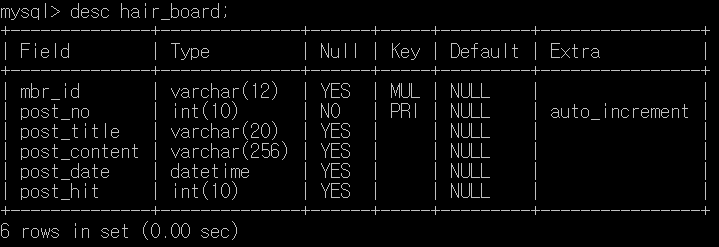 mysql> desc hair_board;
+--------------+--------------+------+-----+---------+----------------+
| Field        | Type         | Null | Key | Default | Extra          |
+--------------+--------------+------+-----+---------+----------------+
| mbr_id       | varchar(12)  | YES  | MUL | NULL    |                |
| post_no      | int(10)      | NO   | PRI | NULL    | auto_increment |
| post_title   | varchar(20)  | YES  |     | NULL    |                |
| post_content | varchar(256) | YES  |     | NULL    |                |
| post_date    | datetime     | YES  |     | NULL    |                |
| post_hit     | int(10)      | YES  |     | NULL    |                |
+--------------+--------------+------+-----+---------+----------------+
6 rows in set (0.00 sec)